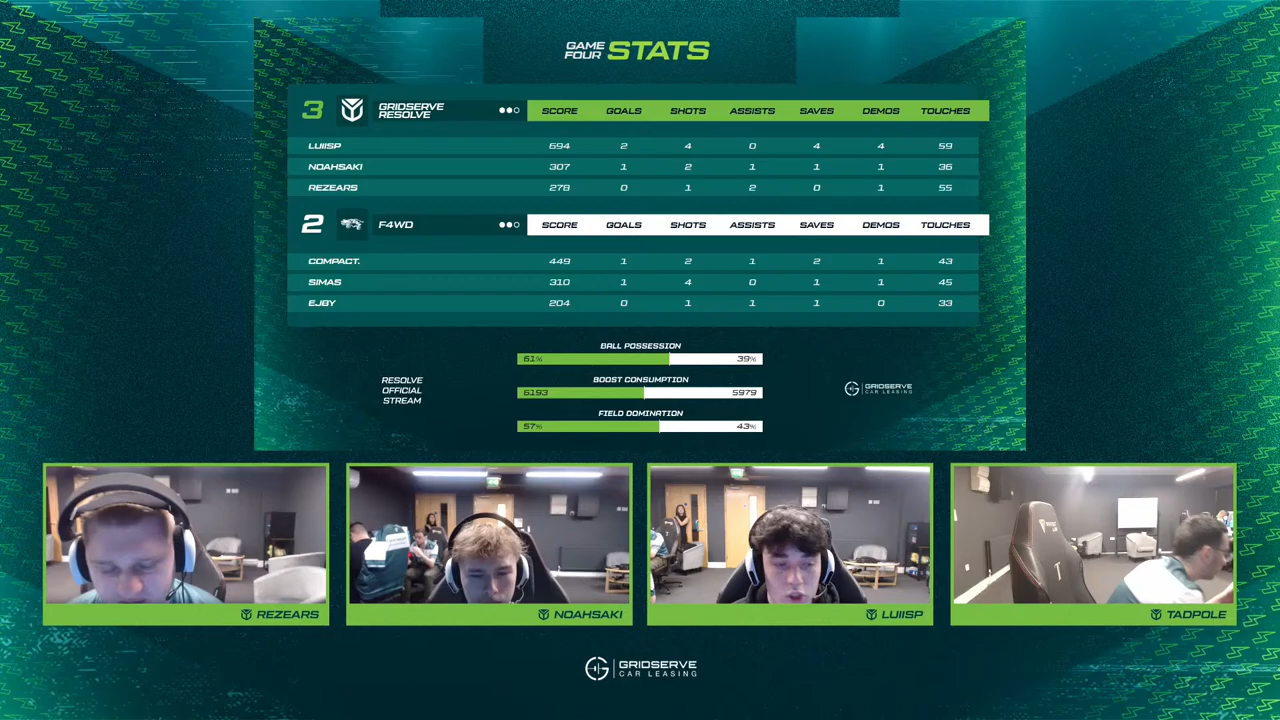 GAME FOUR STATS
3 GRIDSERVE RESOLVE SCORE GOALS SHOTS ASSISTS SAVES DEMOS TOUCHES
LUIISP 694 2 4 0 4 4 59
NOAHSAKI 307 1 2 1 1 1 36
REZEARS 278 0 1 2 0 1 55
2 F4WD SCORE GOALS SHOTS ASSISTS SAVES DEMOS TOUCHES
COMPACT. 449 1 2 1 2 1 43
SIMAS 310 1 4 0 1 1 45
EJBY 204 0 1 1 1 0 33
BALL POSSESSION
61% 39%
RESOLVE
OFFICIAL
STREAM
BOOST CONSUMPTION
6193 5979
GRIDSERVE
CAR LEASING
FIELD DOMINATION
57% 43%
REZEARS
NOAHSAKI
LUIISP
TADPOLE
GRIDSERVE
CAR LEASING